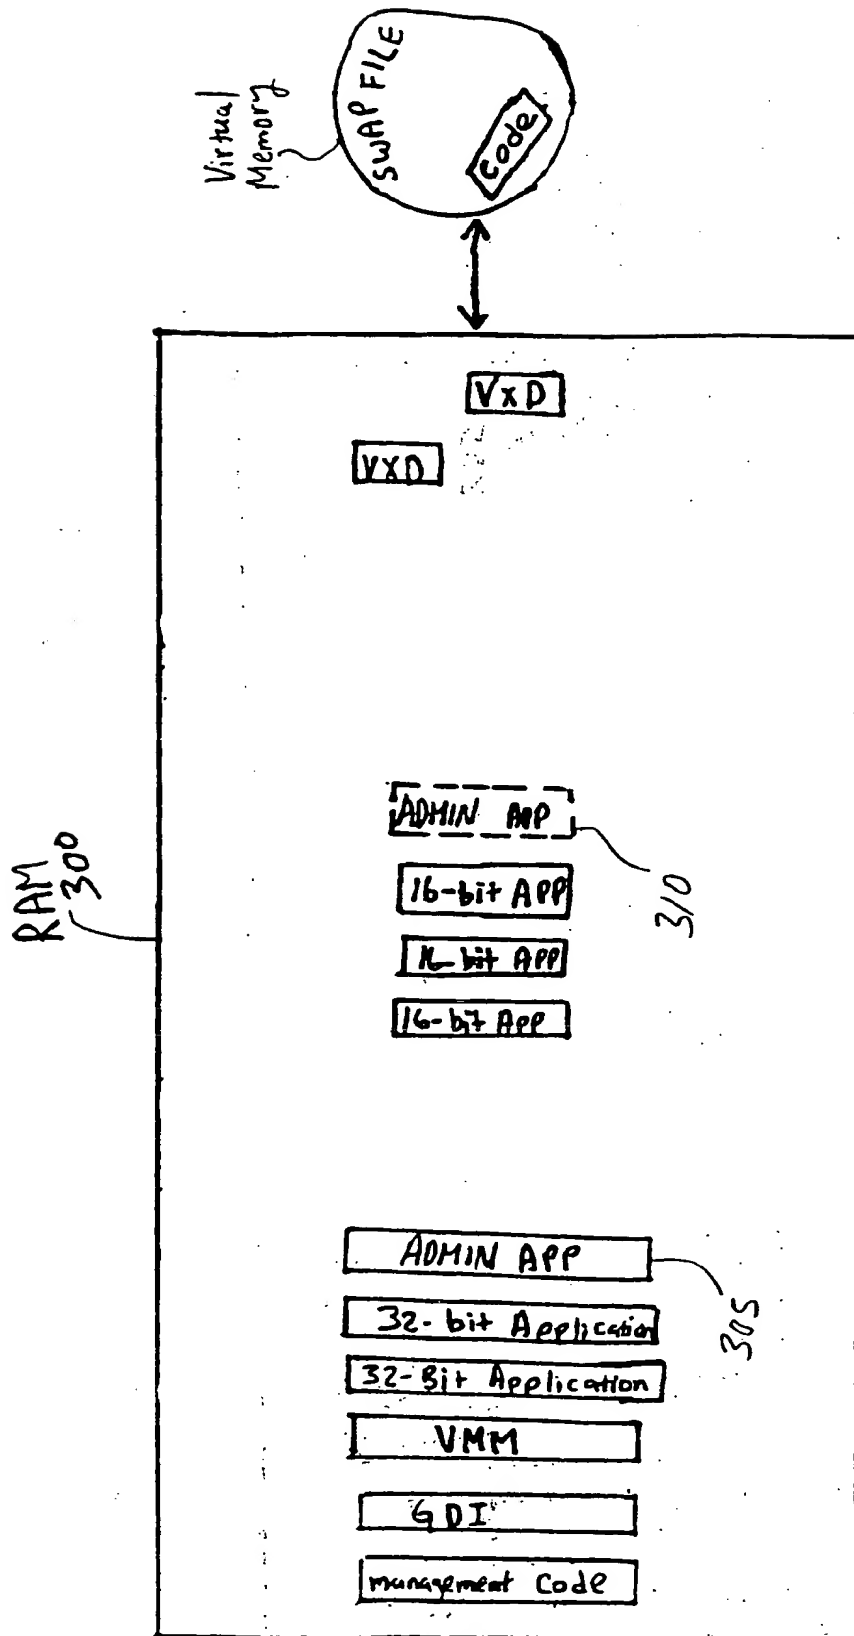 Virtual
Memory
SWAP FILE
Code
VxD
VXD
RAM
300
ADMIN APP
310
16-bit APP
16-bit APP
16-bit APP
ADMIN APP
305
32-bit Application
32-Bit Application
VMM
GDI
management Code